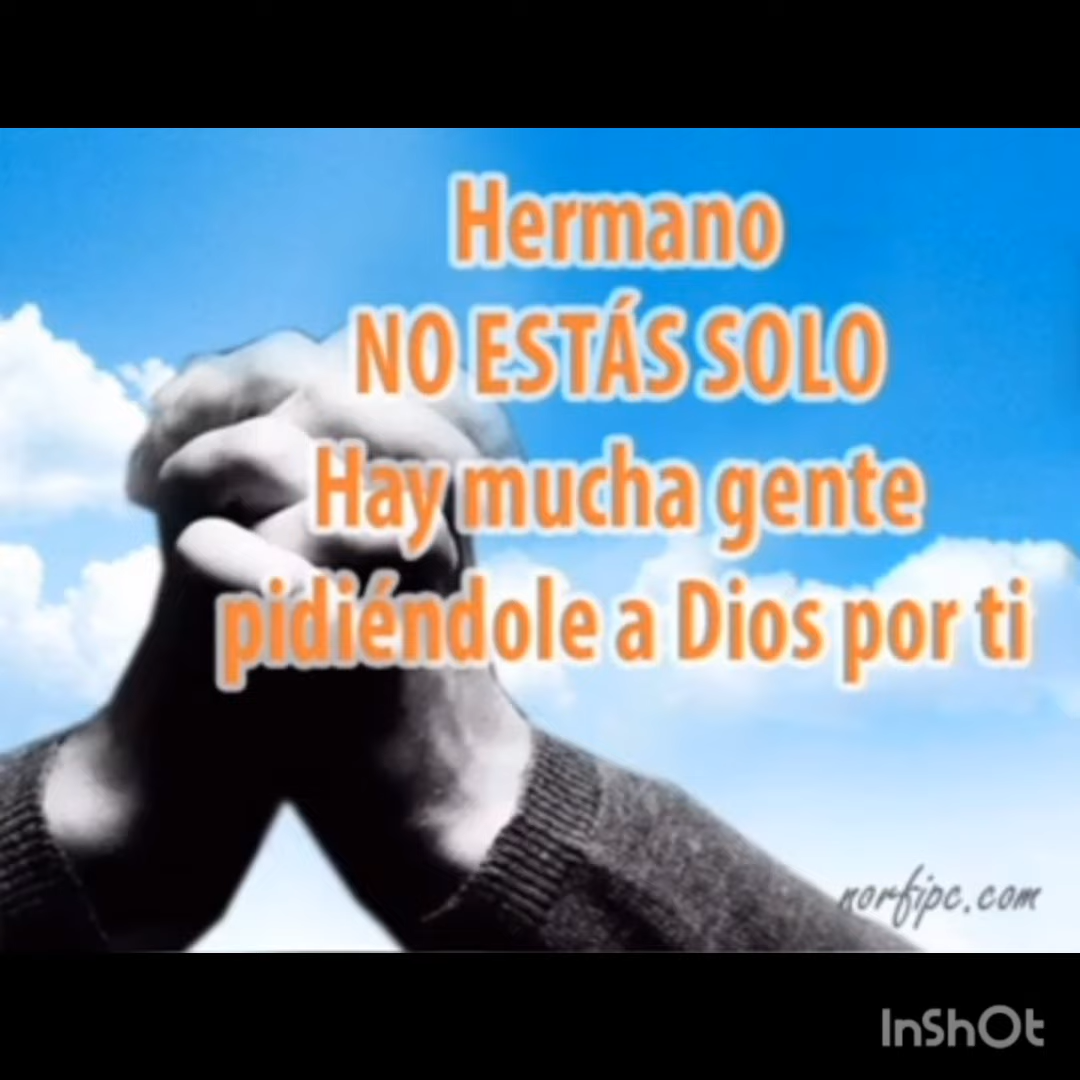 Hermano
NO ESTÁS SOLO
Hay mucha gente
pidiéndole a Dios por ti
norfipc.com
InShOt